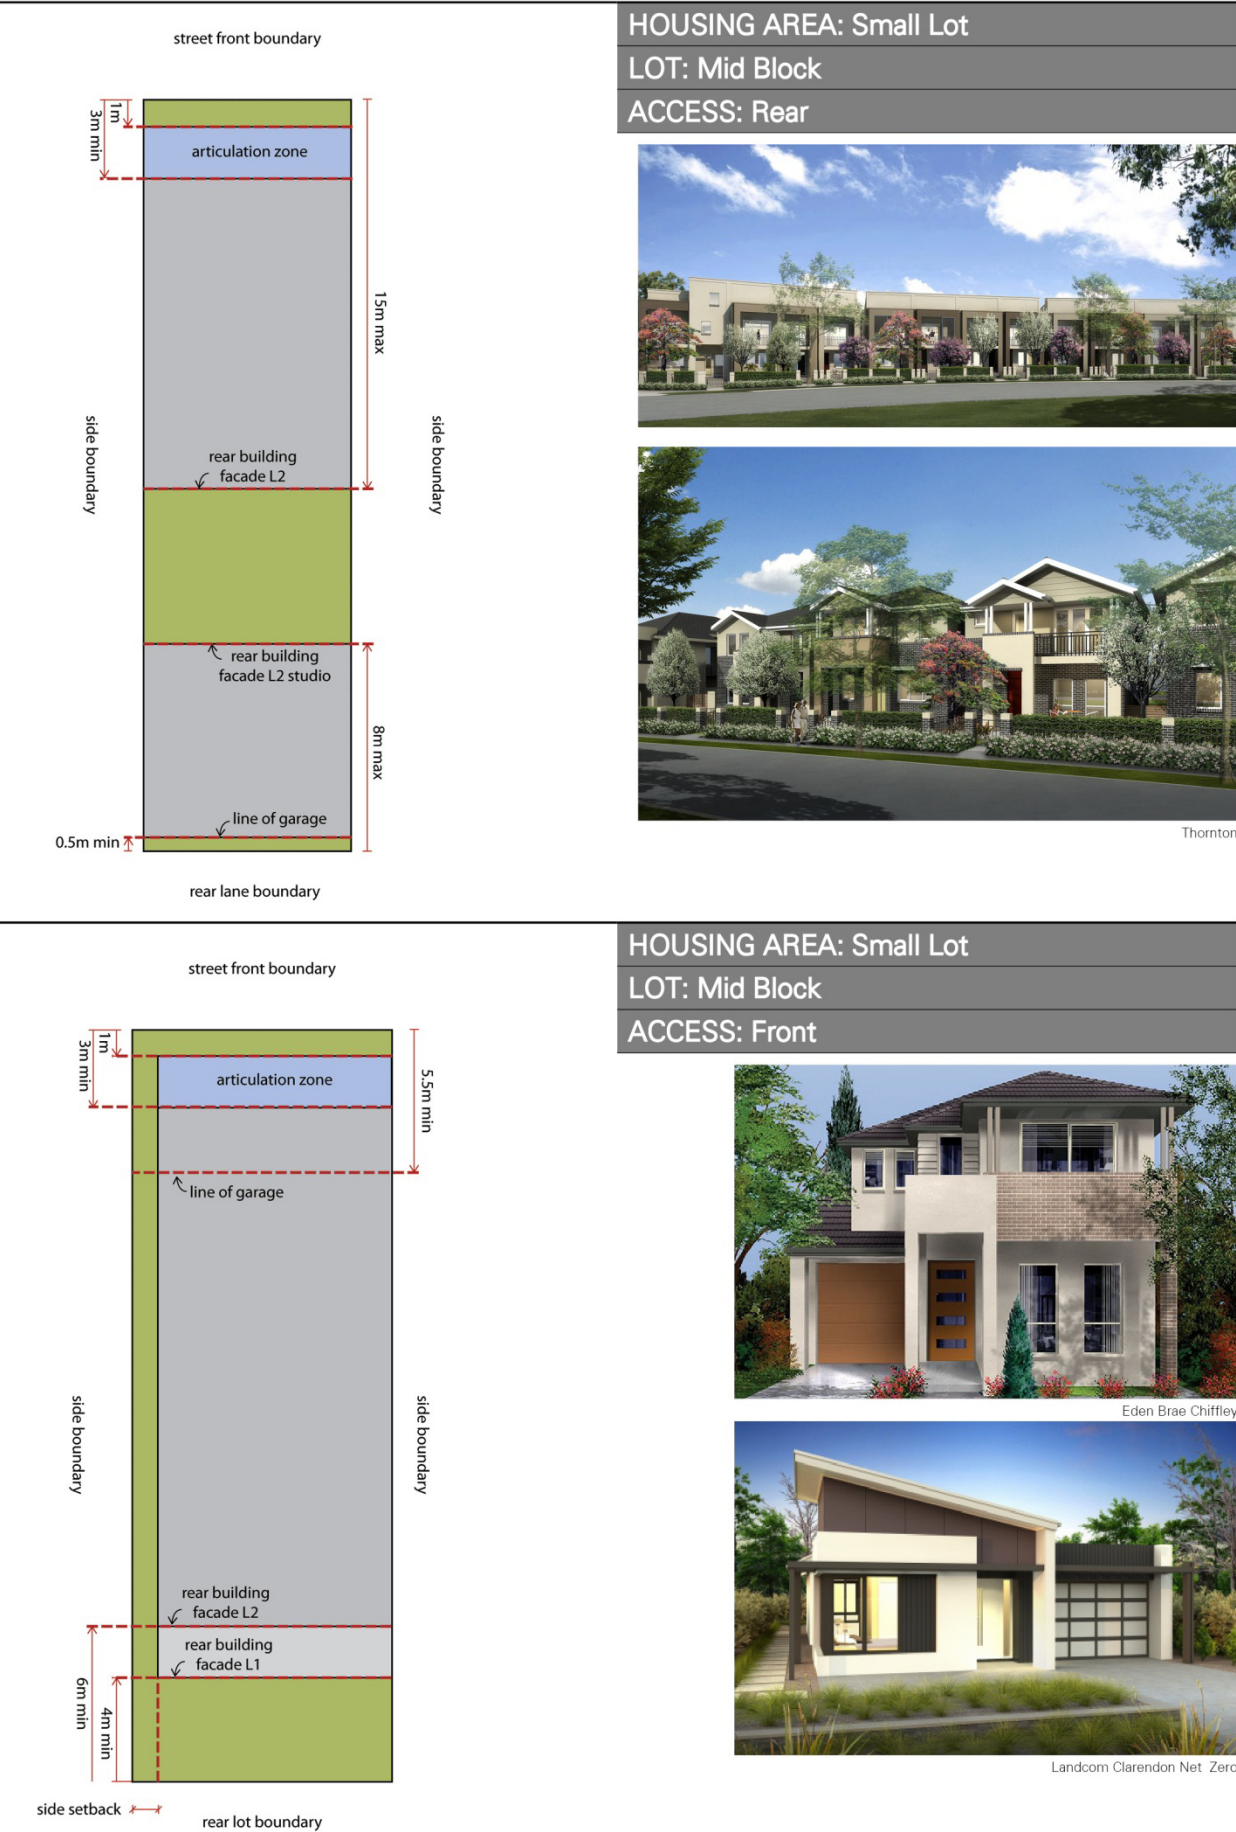 street front boundary
HOUSING AREA: Small Lot
LOT: Mid Block
ACCESS: Rear
1m
3m min
articulation zone
15m max
side boundary
side boundary
rear building
facade L2
rear building
facade L2 studio
8m max
line of garage
0.5m min
rear lane boundary
Thornton
street front boundary
HOUSING AREA: Small Lot
LOT: Mid Block
ACCESS: Front
1m
3m min
articulation zone
5.5m min
line of garage
side boundary
side boundary
rear building
facade L2
rear building
facade L1
6m min
4m min
side setback
rear lot boundary
Eden Brae Chiffley
Landcom Clarendon Net Zero